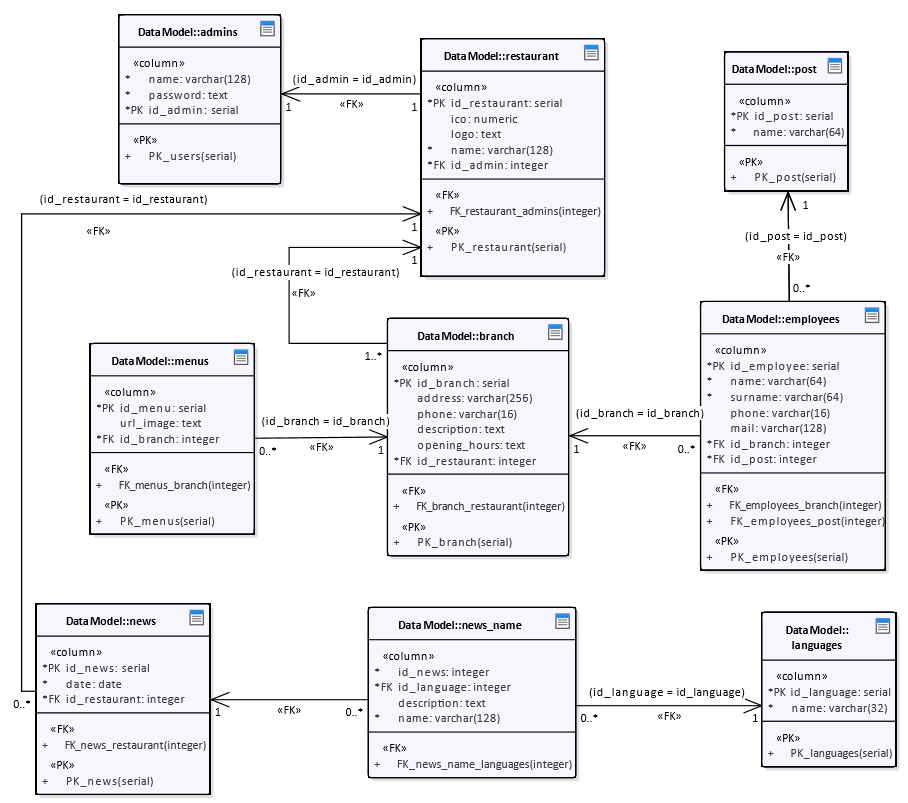 DataModel::admins
«column»
* name: varchar(128)
* password: text
*PK id_admin: serial
«PK»
+ PK_users(serial)
(id_admin = id_admin)
1
«FK»
1
DataModel::restaurant
«column»
*PK id_restaurant: serial
ico: numeric
logo: text
* name: varchar(128)
*FK id_admin: integer
«FK»
+ FK_restaurant_admins(integer)
«PK»
+ PK_restaurant(serial)
DataModel::post
«column»
*PK id_post: serial
* name: varchar(64)
«PK»
+ PK_post(serial)
(id_restaurant = id_restaurant)
«FK»
1
1
(id_restaurant = id_restaurant)
«FK»
1..*
1
(id_post = id_post)
«FK»
0..*
DataModel::menus
«column»
*PK id_menu: serial
url_image: text
*FK id_branch: integer
«FK»
+ FK_menus_branch(integer)
«PK»
+ PK_menus(serial)
(id_branch = id_branch)
0..*
«FK»
1
DataModel::branch
«column»
*PK id_branch: serial
address: varchar(256)
phone: varchar(16)
description: text
opening_hours: text
*FK id_restaurant: integer
«FK»
+ FK_branch_restaurant(integer)
«PK»
+ PK_branch(serial)
(id_branch = id_branch)
1
«FK»
0..*
DataModel::employees
«column»
*PK id_employee: serial
* name: varchar(64)
* surname: varchar(64)
phone: varchar(16)
mail: varchar(128)
*FK id_branch: integer
*FK id_post: integer
«FK»
+ FK_employees_branch(integer)
+ FK_employees_post(integer)
«PK»
+ PK_employees(serial)
0..*
DataModel::news
«column»
*PK id_news: serial
* date: date
*FK id_restaurant: integer
«FK»
+ FK_news_restaurant(integer)
«PK»
+ PK_news(serial)
1
«FK»
0..*
DataModel::news_name
«column»
* id_news: integer
*FK id_language: integer
description: text
* name: varchar(128)
«FK»
+ FK_news_name_languages(integer)
(id_language = id_language)
0..*
«FK»
1
DataModel::
languages
«column»
*PK id_language: serial
* name: varchar(32)
«PK»
+ PK_languages(serial)